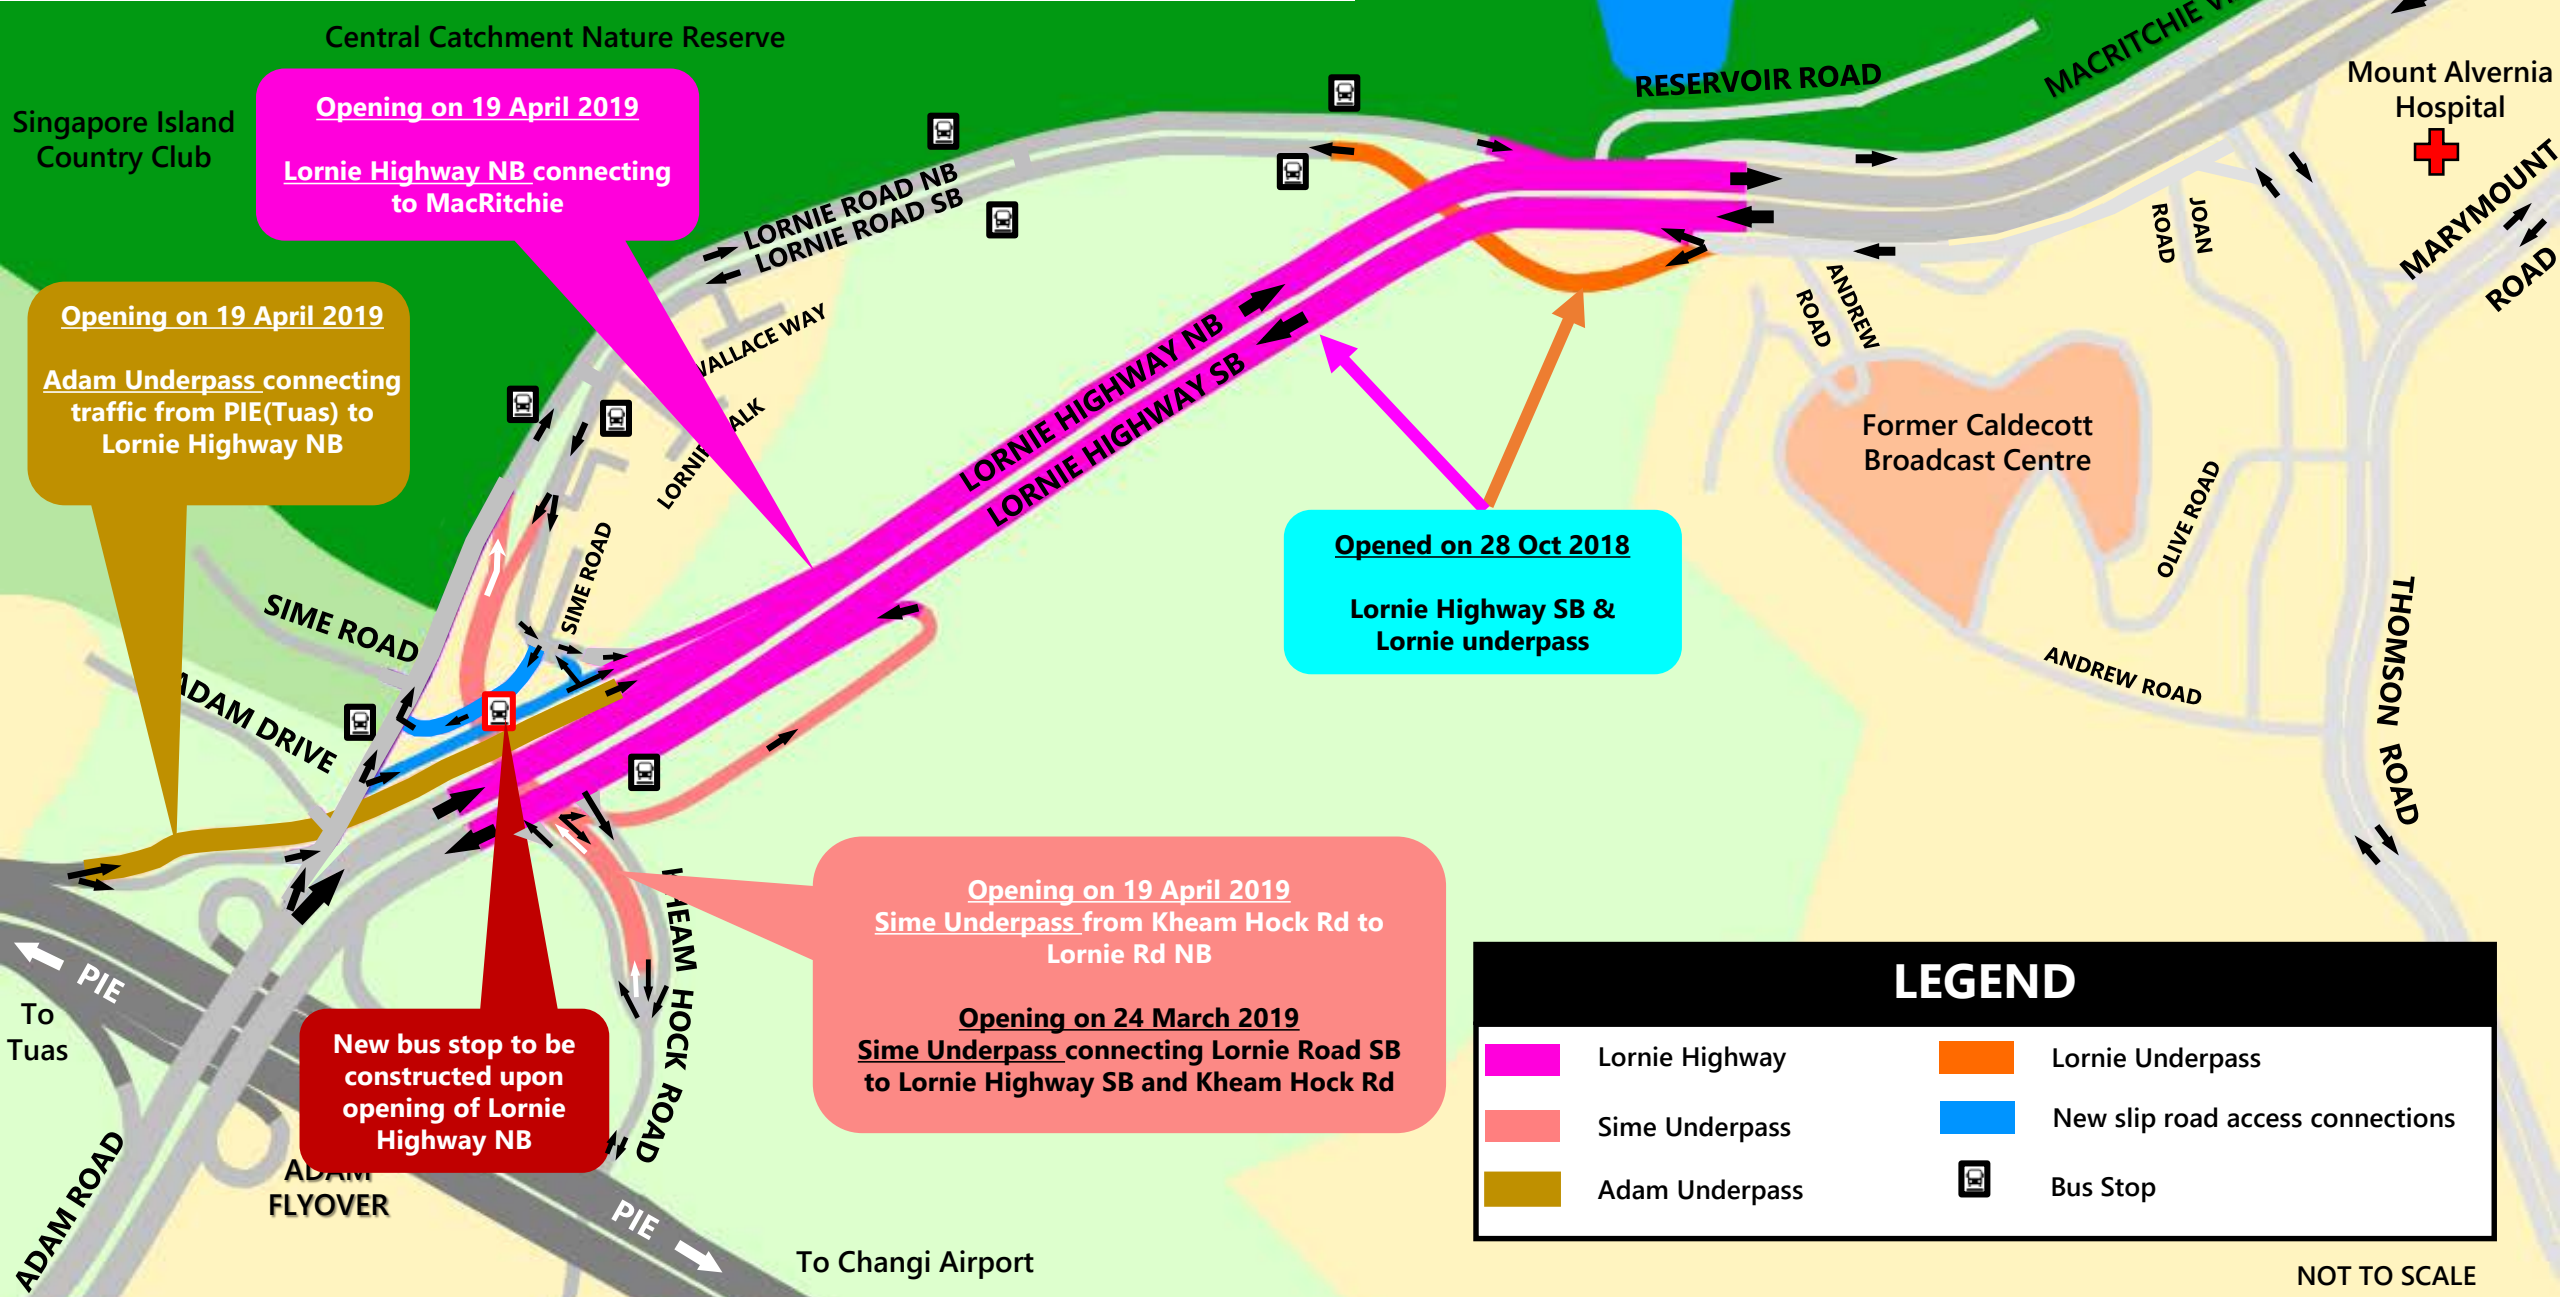 Central Catchment Nature Reserve
Singapore Island
Country Club
Opening on 19 April 2019
Lornie Highway NB connecting
to MacRitchie
Opening on 19 April 2019
Adam Underpass connecting
traffic from PIE(Tuas) to
Lornie Highway NB
RESERVOIR ROAD
MACRITCHIE
Mount Alvernia
Hospital
MARYMOUNT
ROAD
JOAN
ROAD
ANDREW
ROAD
LORNIE ROAD NB
LORNIE ROAD SB
WALLACE WAY
LORNIE HIGHWAY NB
LORNIE HIGHWAY SB
SIME ROAD
SIME ROAD
ADAM DRIVE
Former Caldecott
Broadcast Centre
OLIVE ROAD
ANDREW ROAD
THOMSON ROAD
Opened on 28 Oct 2018
Lornie Highway SB &
Lornie underpass
Opening on 19 April 2019
Sime Underpass from Kheam Hock Rd to
Lornie Rd NB
Opening on 24 March 2019
Sime Underpass connecting Lornie Road SB
to Lornie Highway SB and Kheam Hock Rd
KHEAM HOCK ROAD
PIE
To
Tuas
New bus stop to be
constructed upon
opening of Lornie
Highway NB
ADAM
FLYOVER
ADAM ROAD
PIE
To Changi Airport
LEGEND
Lornie Highway
Lornie Underpass
Sime Underpass
New slip road access connections
Adam Underpass
Bus Stop
NOT TO SCALE